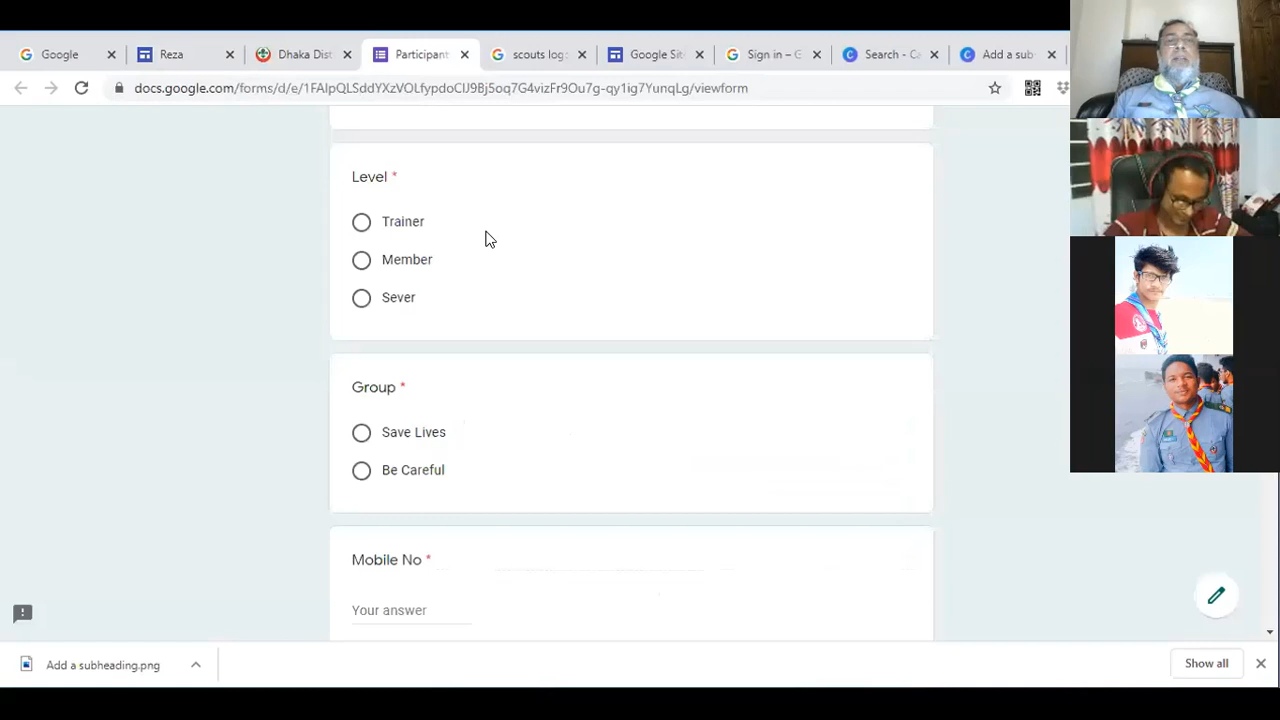 Google
Reza
Dhaka Dist
Participant
scouts logo
Google Site
Sign in – G
Search - Ca
Add a sub
docs.google.com/forms/d/e/1FAIpQLSddYXzVOLfypdoCIJ9Bj5oq7G4vizFr9Ou7g-qy1ig7YunqLg/viewform
Level *
Trainer
Member
Sever
Group *
Save Lives
Be Careful
Mobile No *
Your answer
Add a subheading.png
Show all